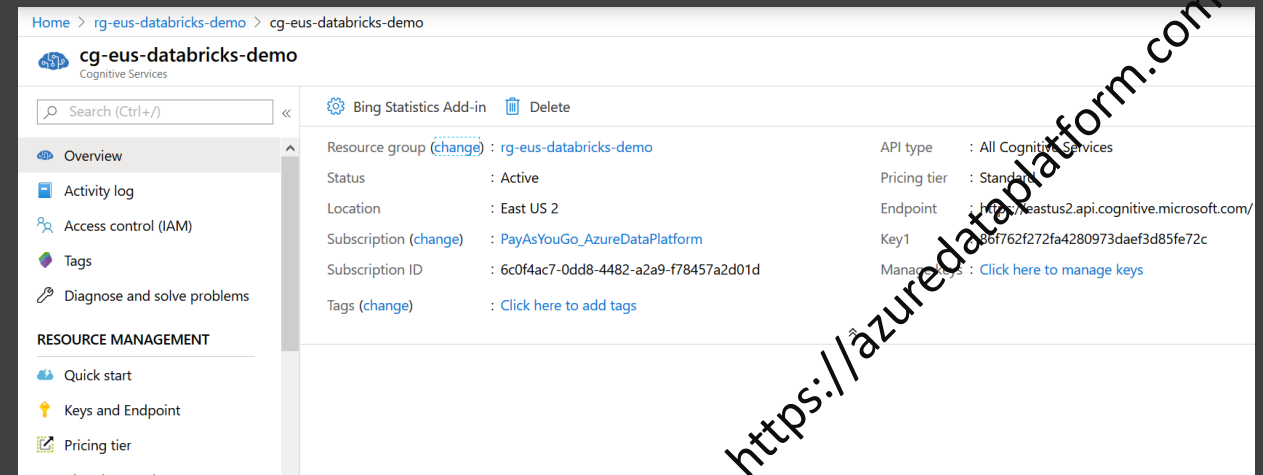 Home > rg-eus-databricks-demo > cg-eus-databricks-demo
cg-eus-databricks-demo
Cognitive Services
Search (Ctrl+/)
«
Overview
Activity log
Access control (IAM)
Tags
Diagnose and solve problems
RESOURCE MANAGEMENT
Quick start
Keys and Endpoint
Pricing tier
Bing Statistics Add-in Delete
Resource group (change) : rg-eus-databricks-demo
Status : Active
Location : East US 2
Subscription (change) : PayAsYouGo_AzureDataPlatform
Subscription ID : 6c0f4ac7-0dd8-4482-a2a9-f78457a2d01d
Tags (change) : Click here to add tags
API type : All Cognitive Services
Pricing tier : Standard
Endpoint : https://eastus2.api.cognitive.microsoft.com/
Key1 : 86f762f272fa4280973daef3d85fe72c
Manage keys : Click here to manage keys
https://azuredataplatform.com